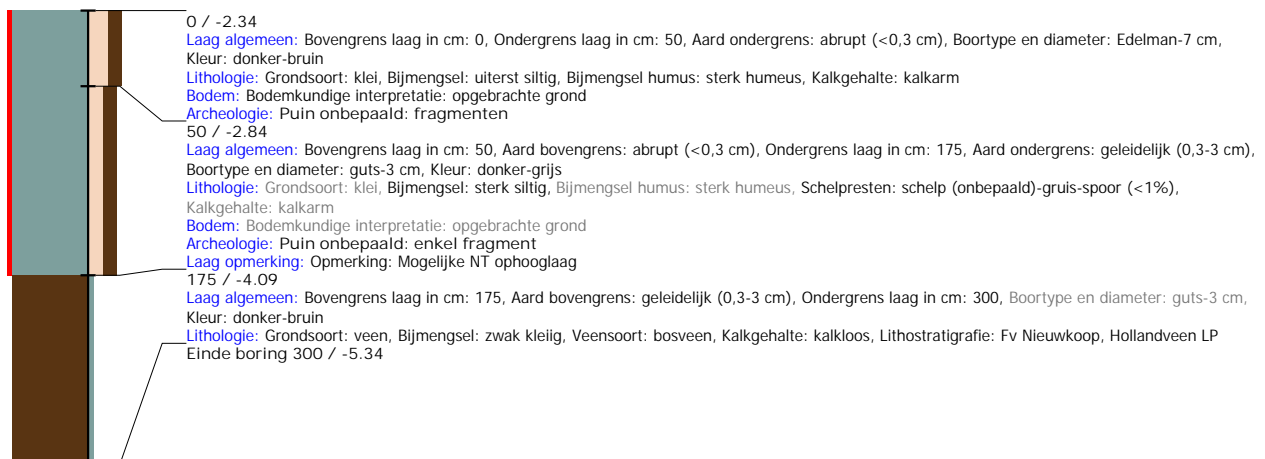 0 / -2.34
Laag algemeen: Bovengrens laag in cm: 0, Ondergrens laag in cm: 50, Aard ondergrens: abrupt (<0,3 cm), Boortype en diameter: Edelman-7 cm,
Kleur: donker-bruin
Lithologie: Grondsoort: klei, Bijmengsel: uiterst siltig, Bijmengsel humus: sterk humeus, Kalkgehalte: kalkarm
Bodem: Bodemkundige interpretatie: opgebrachte grond
Archeologie: Puin onbepaald: fragmenten
50 / -2.84
Laag algemeen: Bovengrens laag in cm: 50, Aard bovengrens: abrupt (<0,3 cm), Ondergrens laag in cm: 175, Aard ondergrens: geleidelijk (0,3-3 cm),
Boortype en diameter: guts-3 cm, Kleur: donker-grijs
Lithologie: Grondsoort: klei, Bijmengsel: sterk siltig, Bijmengsel humus: sterk humeus, Schelpresten: schelp (onbepaald)-gruis-spoor (<1%),
Kalkgehalte: kalkarm
Bodem: Bodemkundige interpretatie: opgebrachte grond
Archeologie: Puin onbepaald: enkel fragment
Laag opmerking: Opmerking: Mogelijke NT ophooglaag
175 / -4.09
Laag algemeen: Bovengrens laag in cm: 175, Aard bovengrens: geleidelijk (0,3-3 cm), Ondergrens laag in cm: 300, Boortype en diameter: guts-3 cm,
Kleur: donker-bruin
Lithologie: Grondsoort: veen, Bijmengsel: zwak kleiig, Veensoort: bosveen, Kalkgehalte: kalkloos, Lithostratigrafie: Fv Nieuwkoop, Hollandveen LP
Einde boring 300 / -5.34